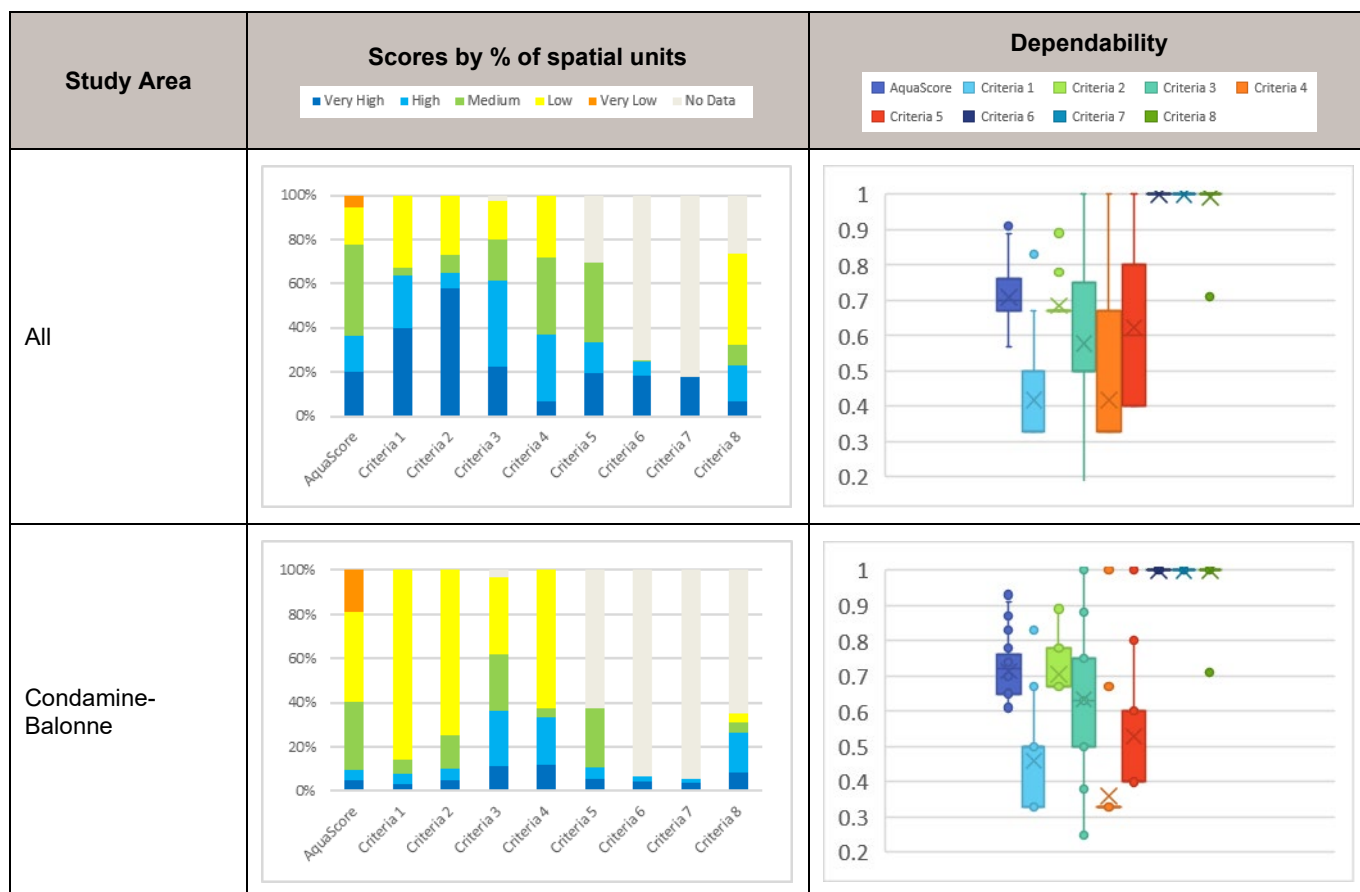 Study Area
Scores by % of spatial units
Very High High Medium Low Very Low No Data
Dependability
AquaScore Criteria 1 Criteria 2 Criteria 3 Criteria 4
Criteria 5 Criteria 6 Criteria 7 Criteria 8
All
100%
80%
60%
40%
20%
0%
AquaScore
Criteria 1
Criteria 2
Criteria 3
Criteria 4
Criteria 5
Criteria 6
Criteria 7
Criteria 8
1
0.9
0.8
0.7
0.6
0.5
0.4
0.3
0.2
Condamine-
Balonne
100%
80%
60%
40%
20%
0%
AquaScore
Criteria 1
Criteria 2
Criteria 3
Criteria 4
Criteria 5
Criteria 6
Criteria 7
Criteria 8
1
0.9
0.8
0.7
0.6
0.5
0.4
0.3
0.2